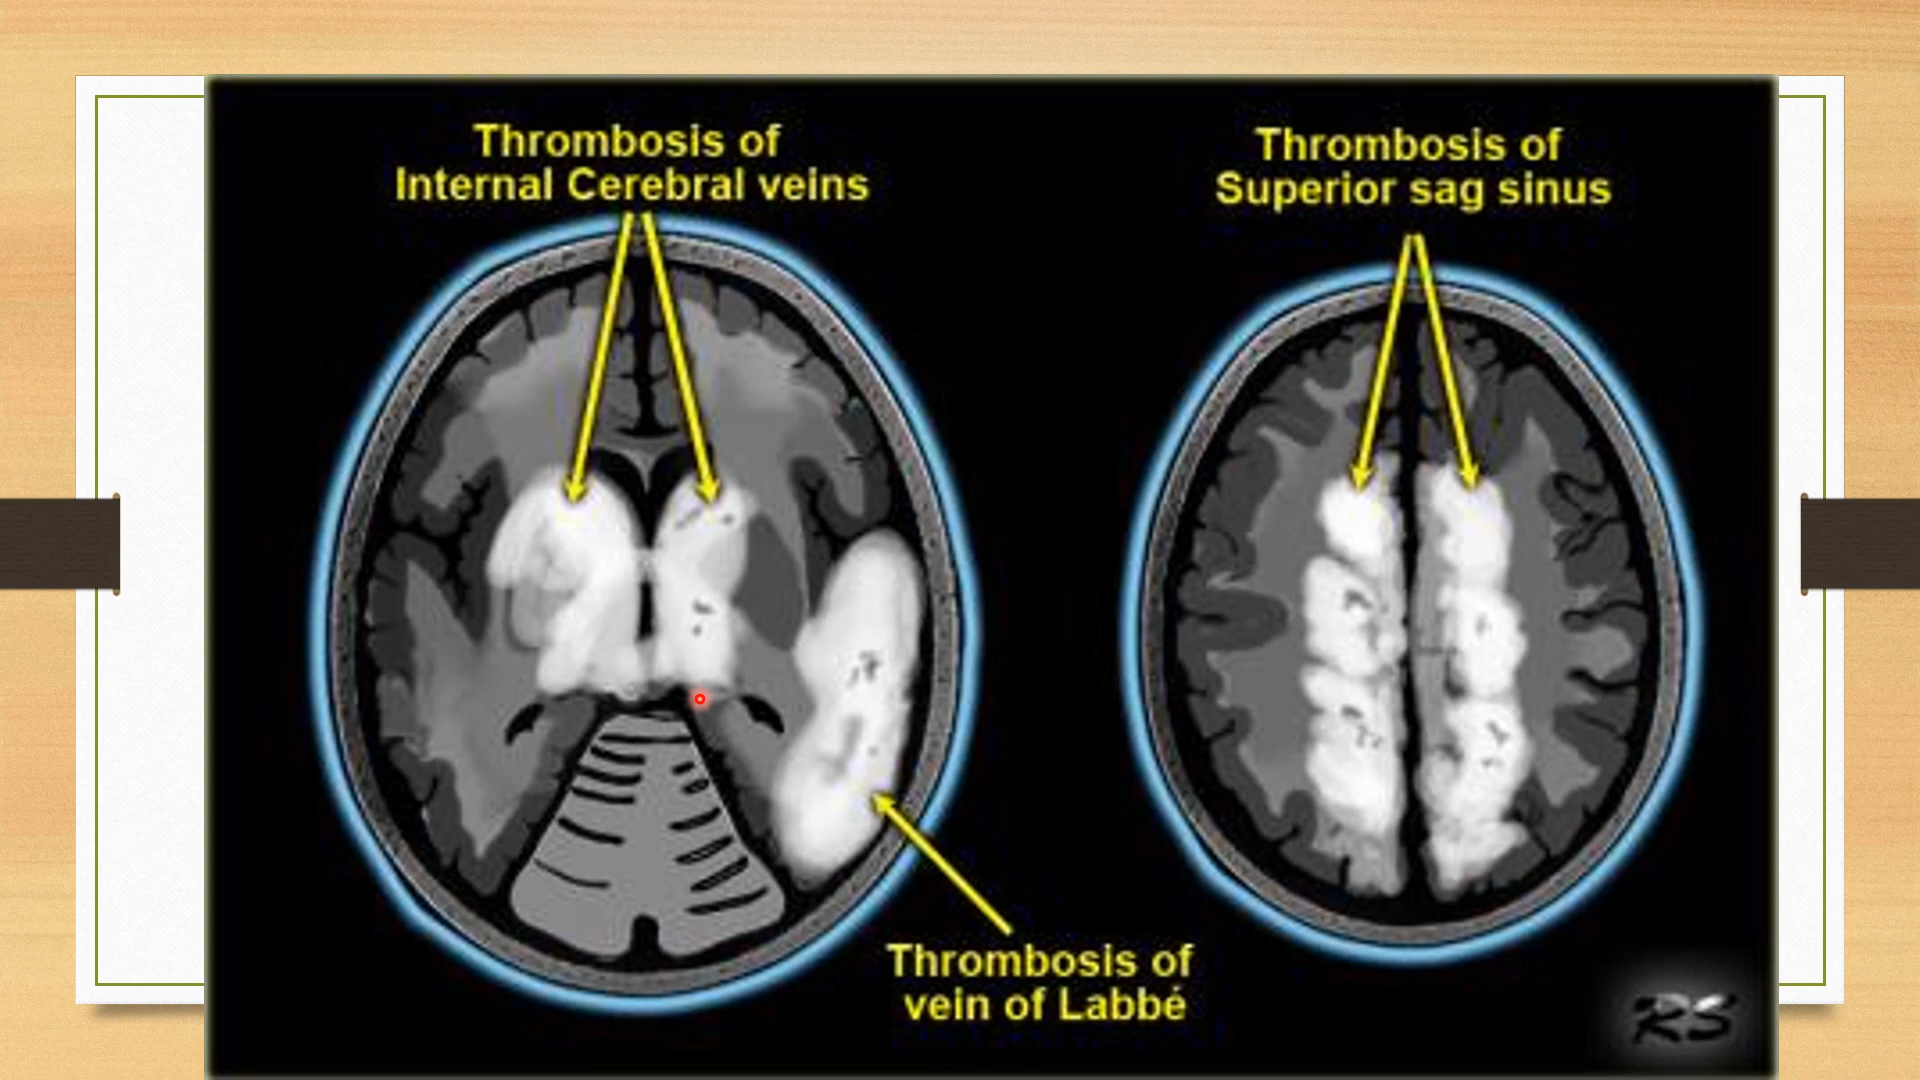 Thrombosis of
Internal Cerebral veins
Thrombosis of
Superior sag sinus
Thrombosis of
vein of Labbé
RS